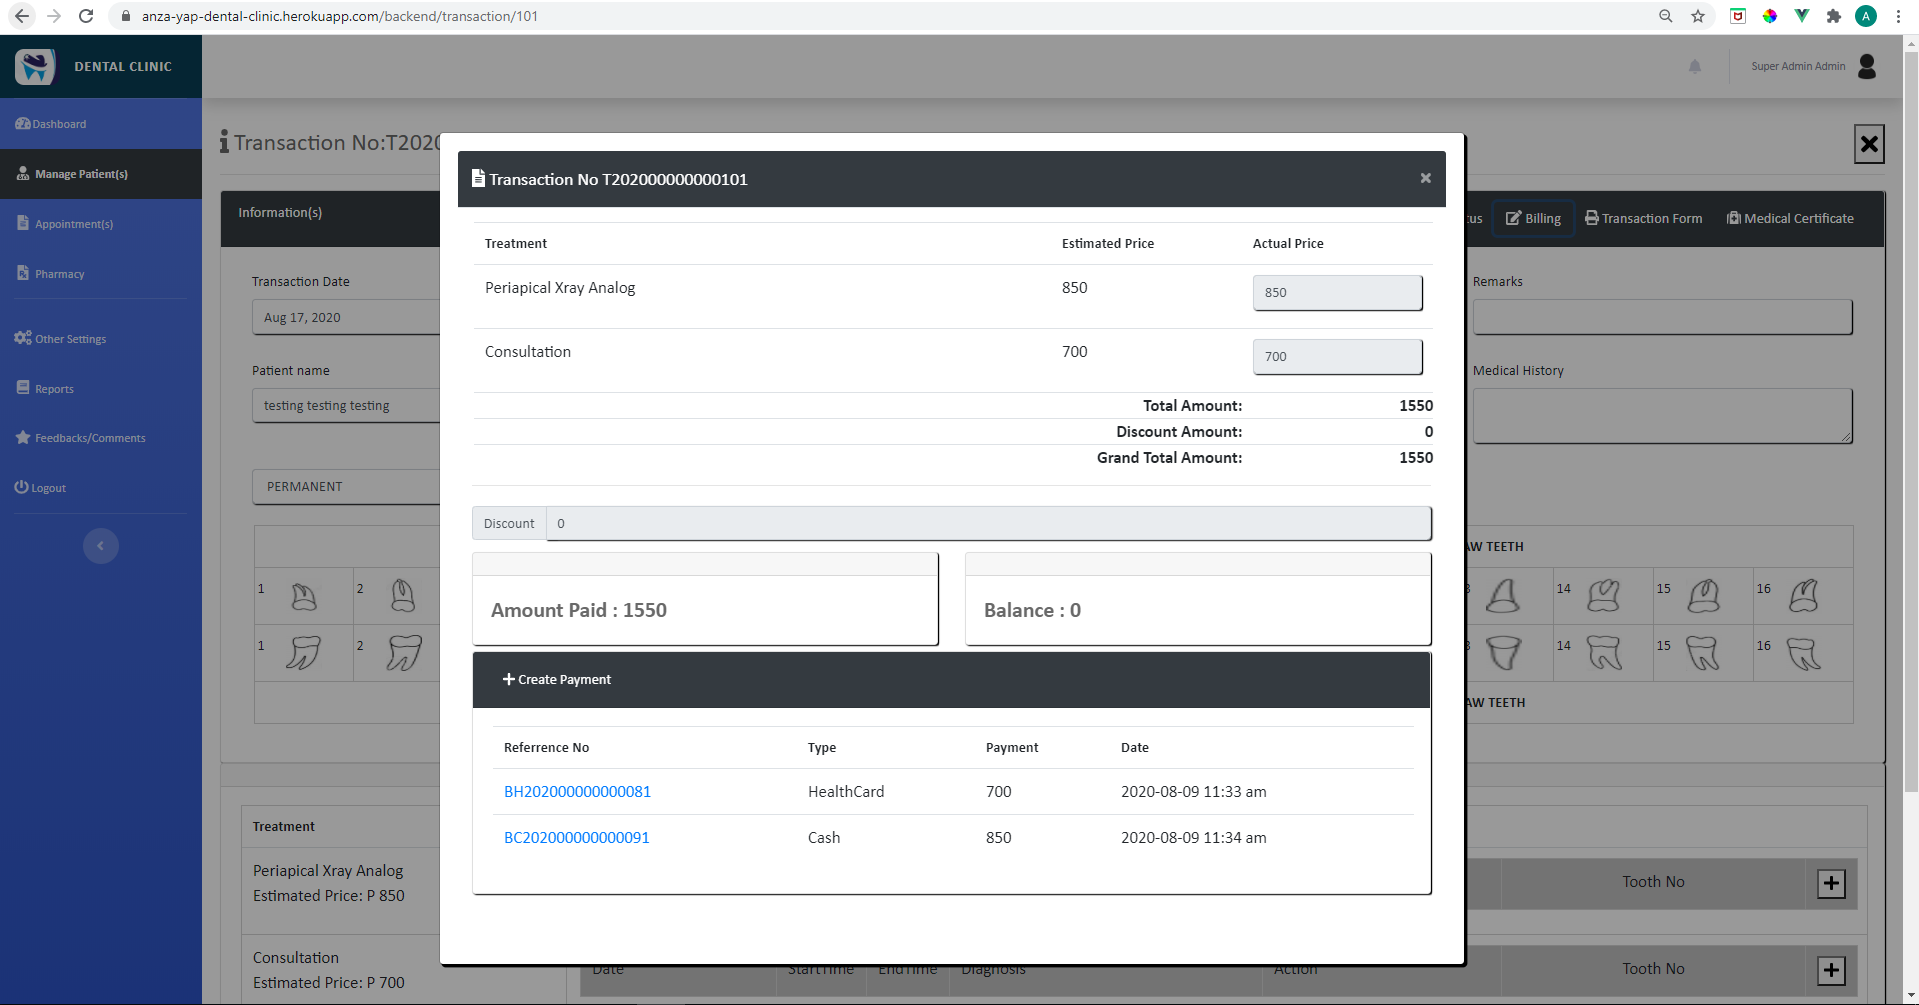 anza-yap-dental-clinic.herokuapp.com/backend/transaction/101
A
DENTAL CLINIC
Super Admin Admin
Dashboard
Manage Patient(s)
Appointment(s)
Pharmacy
Other Settings
Reports
Feedbacks/Comments
Logout
Transaction No:T202
Information(s)
tus
Billing
Transaction Form
Medical Certificate
Transaction Date
Aug 17, 2020
Patient name
testing testing testing
PERMANENT
1 2
1 2
Remarks
Medical History
AW TEETH
3 14 15 16
3 14 15 16
AW TEETH
Treatment
Periapical Xray Analog
Estimated Price: P 850
Consultation
Estimated Price: P 700
Tooth No
Date StartTime EndTime Diagnosis Action Tooth No
Transaction No T202000000000101
×
Treatment Estimated Price Actual Price
Periapical Xray Analog 850 850
Consultation 700 700
Total Amount: 1550
Discount Amount: 0
Grand Total Amount: 1550
Discount 0
Amount Paid : 1550
Balance : 0
Create Payment
Referrence No Type Payment Date
BH202000000000081 HealthCard 700 2020-08-09 11:33 am
BC202000000000091 Cash 850 2020-08-09 11:34 am